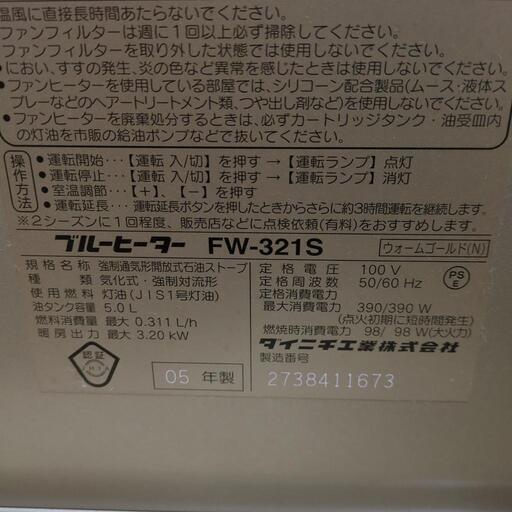 温風に直接長時間あたらないでください。
ファンフィルターは週に1回以上必ず掃除してください。
ファンフィルターを取り外した状態では使用しないでください。
●におい、すすの発生、炎の色など異常を感じたときは使用しないでください。
●ファンヒーターを使用している部屋では、シリコーン配合製品(ムース・液体ス
プレーなどのヘアートリートメント類、つや出し剤など)を使用しないでください。
●ファンヒーターを廃棄処分するときは、必ずカートリッジタンク・油受皿内
の灯油を市販の給油ポンプなどで抜いてください。
操作方法
●運転開始…【運転 入/切】を押す→【運転ランプ】点灯
●運転停止…【運転 入/切】を押す→【運転ランプ】消灯
●室温調節…【+】、【-】を押す
●運転延長…運転延長ボタンを押したときからさらに約3時間運転を継続します。
※2シーズンに1回程度、販売店などに点検依頼(有料)をおすすめします。
ブルーヒーター FW-321S ウォームゴールド(N)
規格名称 強制通気形開放式石油ストーブ
種類 気化式・強制対流形
使用燃料 灯油(JIS1号灯油)
油タンク容量 5.0L
燃料消費量 最大 0.311L/h
暖房出力 最大 3.20kW
定格電圧 100V
定格周波数 50/60Hz
定格消費電力
最大消費電力 390/390W
(点火初期に短時間発生)
燃焼時消費電力 98/98W(大火力)
PS
E
認証
05 年製
ダイニチ工業株式会社
製造番号
2738411673